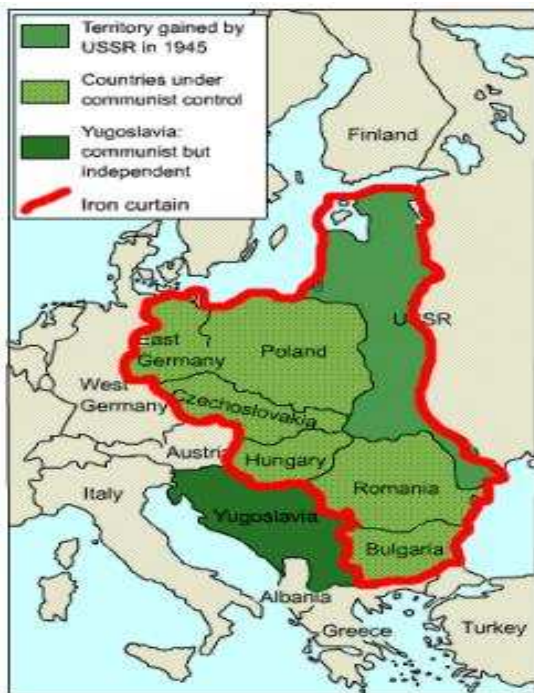 Territory gained by
USSR in 1945
Countries under
communist control
Yugoslavia:
communist but
independent
Iron curtain
Finland
USSR
East
Germany
Poland
West
Germany
Czechoslovakia
Austria
Hungary
Romania
Italy
Yugoslavia
Bulgaria
Albania
Greece
Turkey